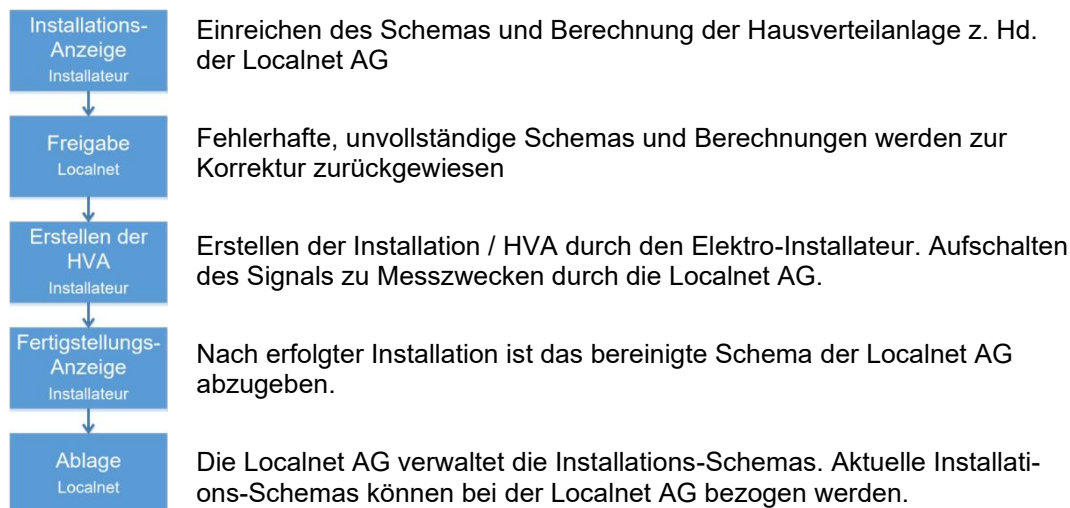 Installations-
Anzeige
Installateur
Einreichen des Schemas und Berechnung der Hausverteilanlage z. Hd.
der Localnet AG
Freigabe
Localnet
Fehlerhafte, unvollständige Schemas und Berechnungen werden zur
Korrektur zurückgewiesen
Erstellen der
HVA
Installateur
Erstellen der Installation / HVA durch den Elektro-Installateur. Aufschalten
des Signals zu Messzwecken durch die Localnet AG.
Fertigstellungs-
Anzeige
Installateur
Nach erfolgter Installation ist das bereinigte Schema der Localnet AG
abzugeben.
Ablage
Localnet
Die Localnet AG verwaltet die Installations-Schemas. Aktuelle Installati-
ons-Schemas können bei der Localnet AG bezogen werden.